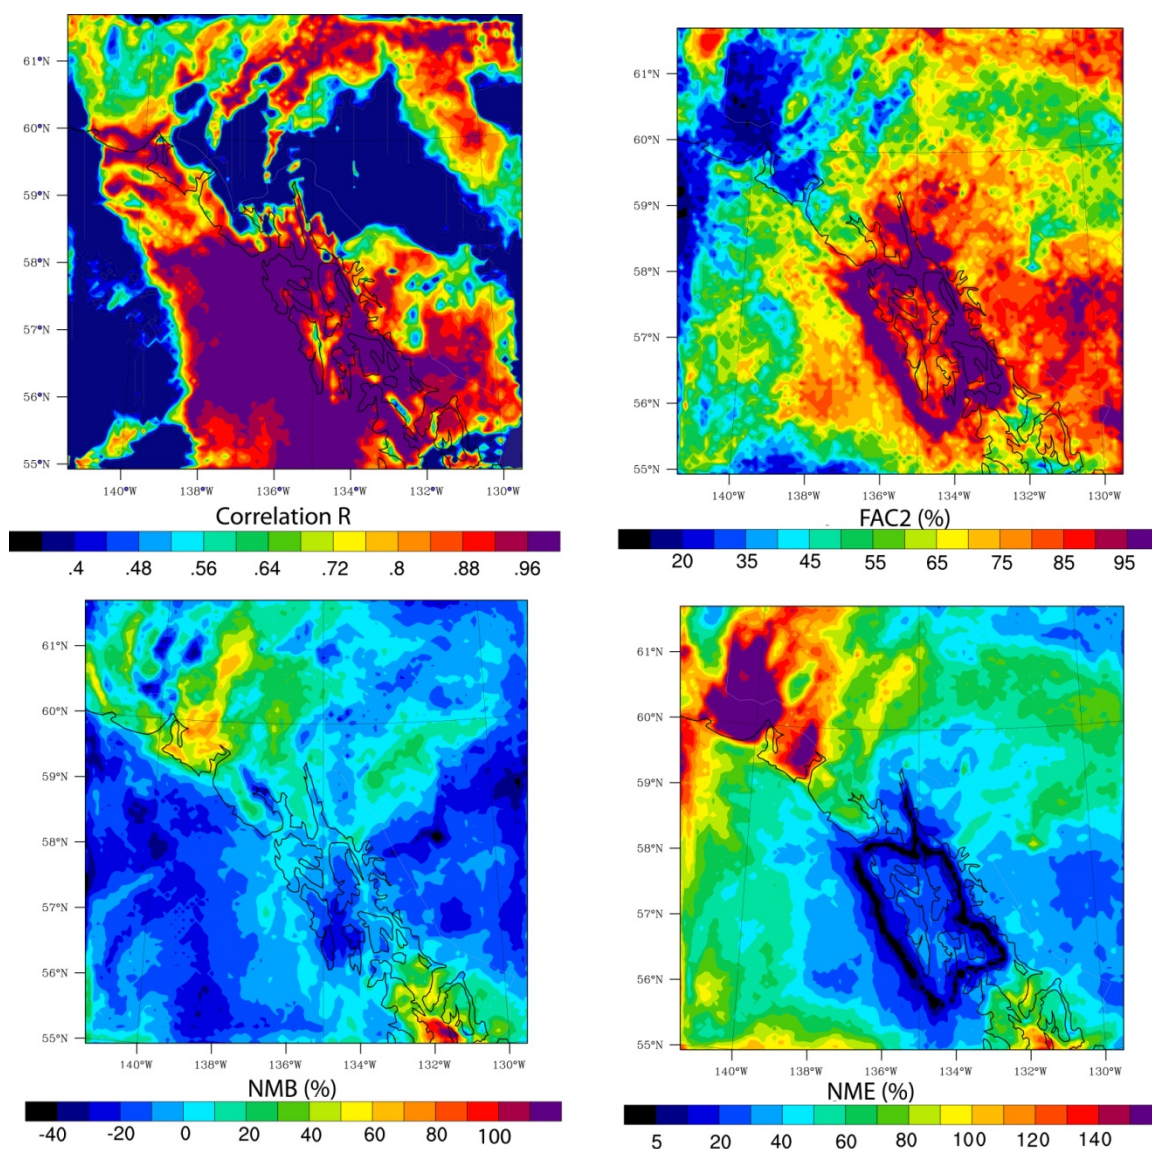 61°N
60°N
59°N
58°N
57°N
56°N
55°N
140°W 138°W 136°W 134°W 132°W 130°W
Correlation R
.4 .48 .56 .64 .72 .8 .88 .96
61°N
60°N
59°N
58°N
57°N
56°N
55°N
140°W 138°W 136°W 134°W 132°W 130°W
FAC2 (%)
20 35 45 55 65 75 85 95
61°N
60°N
59°N
58°N
57°N
56°N
55°N
140°W 138°W 136°W 134°W 132°W 130°W
NMB (%)
-40 -20 0 20 40 60 80 100
61°N
60°N
59°N
58°N
57°N
56°N
55°N
140°W 138°W 136°W 134°W 132°W 130°W
NME (%)
5 20 40 60 80 100 120 140